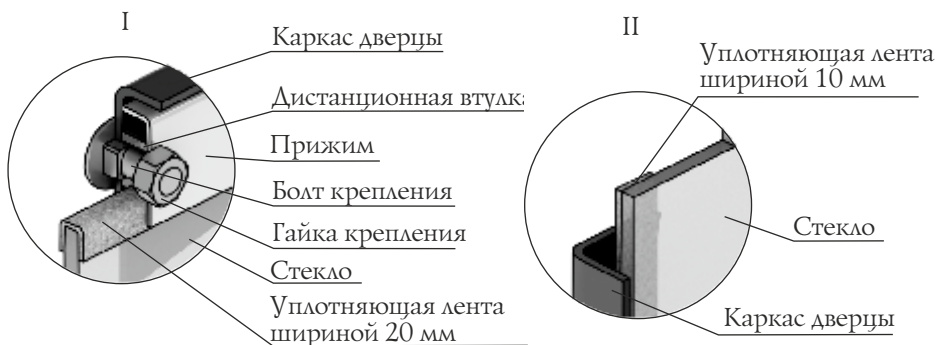 I
Каркас дверцы
Дистанционная втулка
Прижим
Болт крепления
Гайка крепления
Стекло
Уплотняющая лента
шириной 20 мм
II
Уплотняющая лента
шириной 10 мм
Стекло
Каркас дверцы